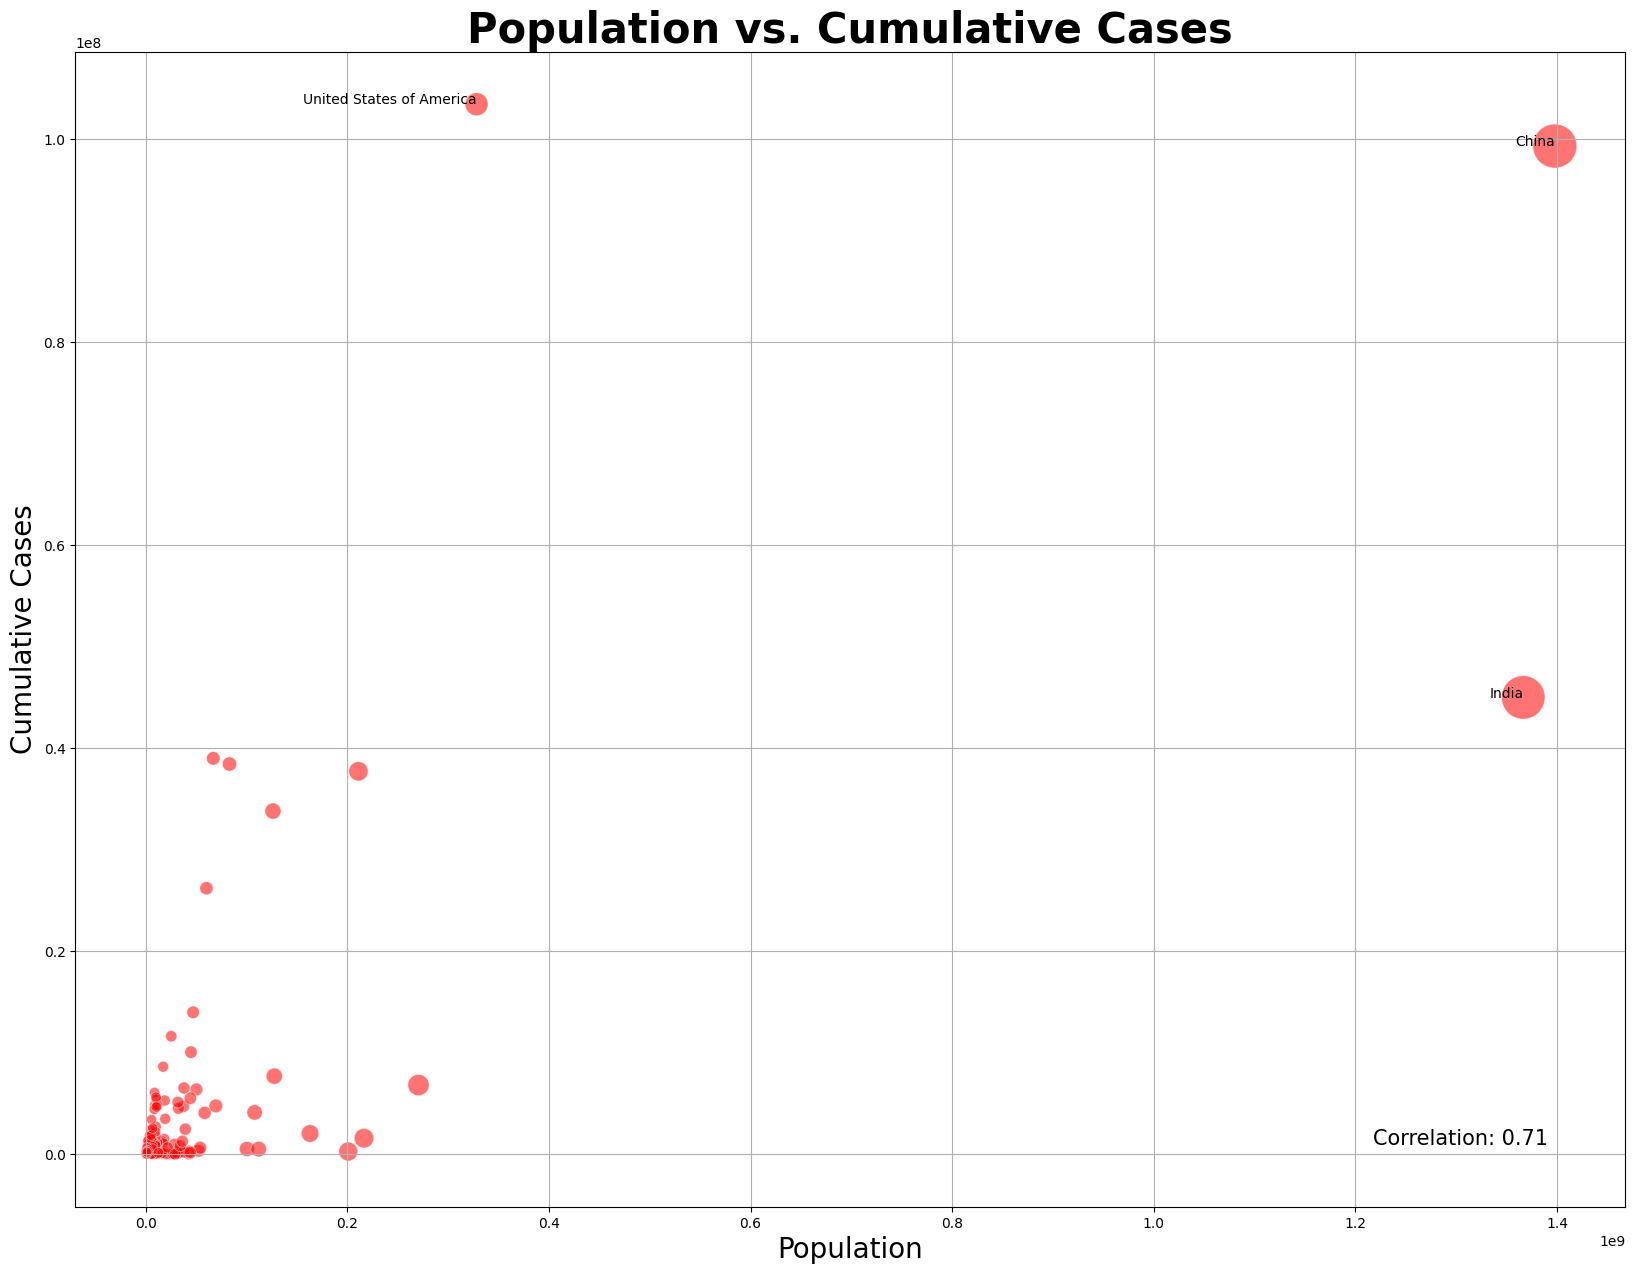 Population vs. Cumulative Cases
1e8
United States of America
China
1.0
0.8
0.6
India
0.4
0.2
Correlation: 0.71
0.0
Cumulative Cases
0.0 0.2 0.4 0.6 0.8 1.0 1.2 1.4
1e9
Population